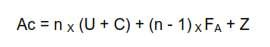 Ac = n x (U + C) + (n - 1) x FA + Z